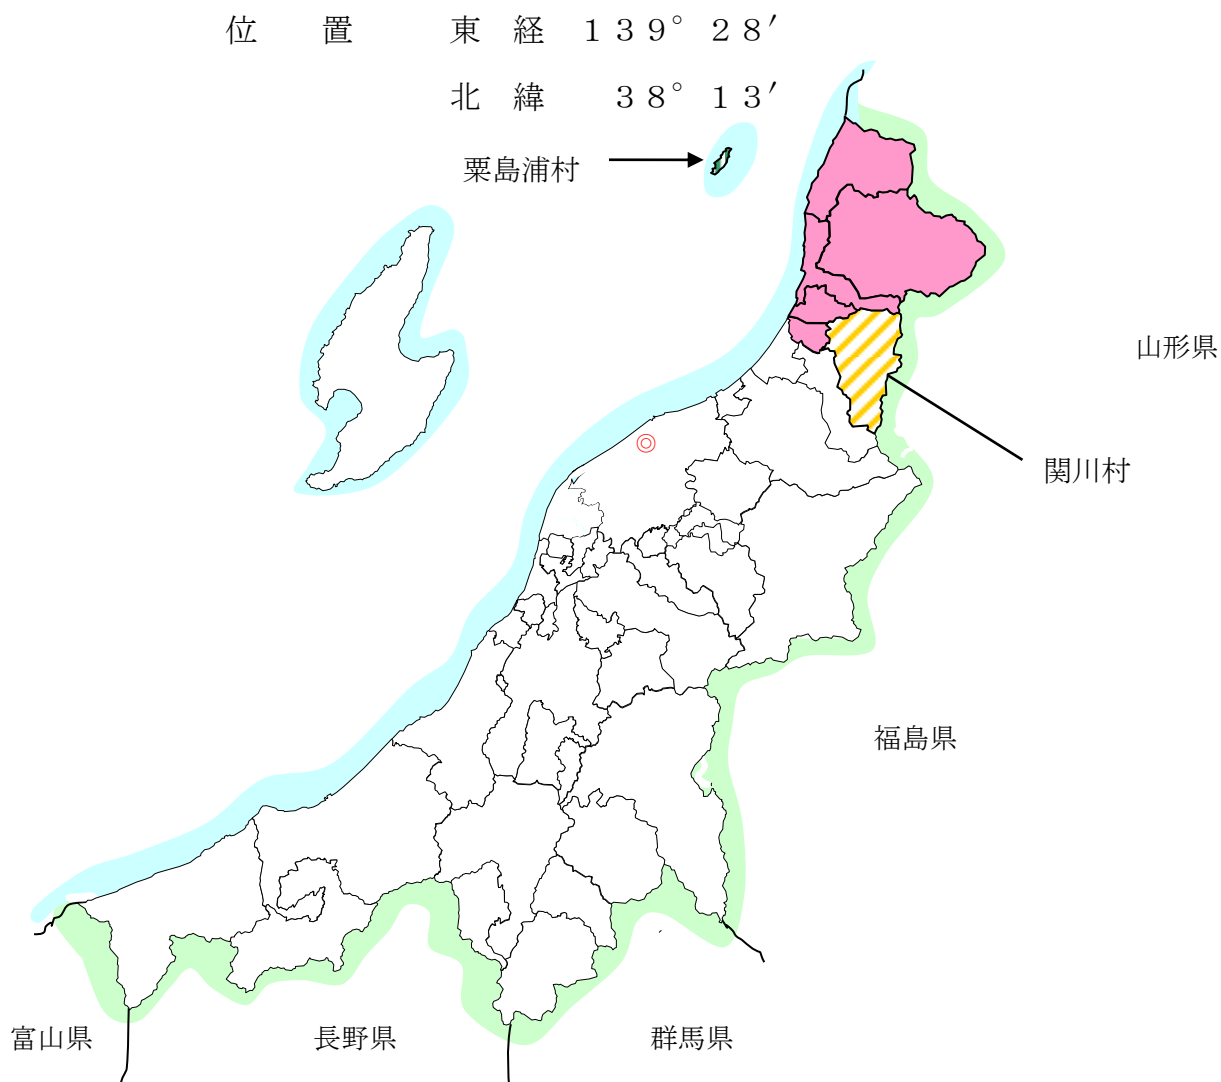 位　置　東経　１３９°２８′
北緯　３８°１３′
粟島浦村
山形県
関川村
福島県
富山県
長野県
群馬県